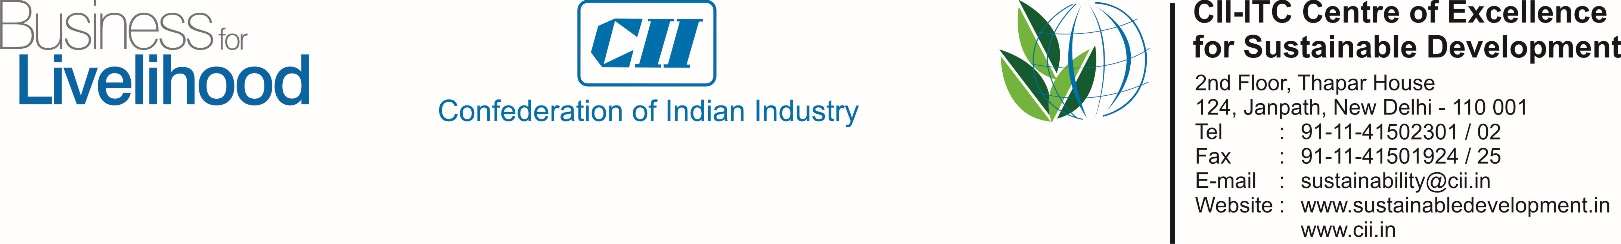 Business for
Livelihood
CII
Confederation of Indian Industry
CII-ITC Centre of Excellence
for Sustainable Development
2nd Floor, Thapar House
124, Janpath, New Delhi - 110 001
Tel : 91-11-41502301 / 02
Fax : 91-11-41501924 / 25
E-mail : sustainability@cii.in
Website : www.sustainabledevelopment.in
www.cii.in